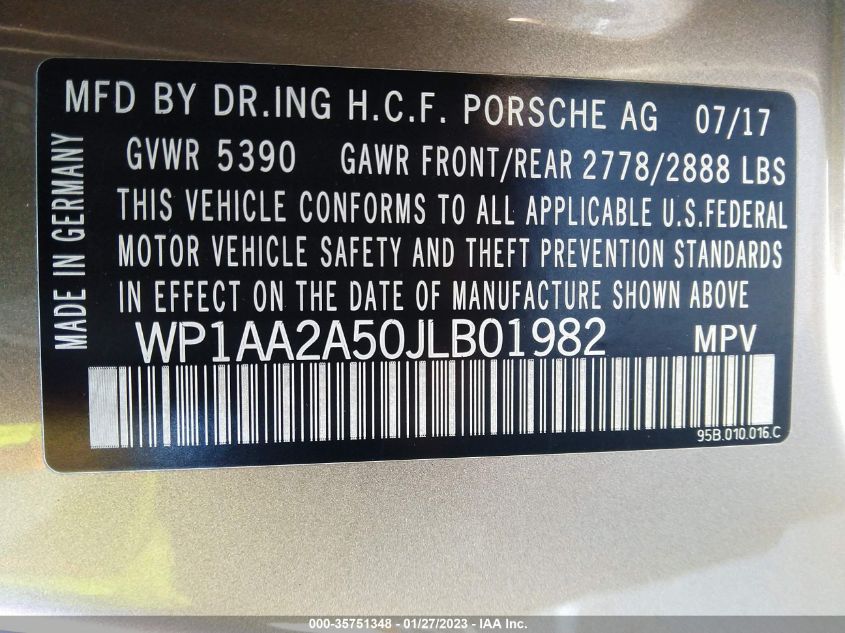 MFD BY DR.ING H.C.F. PORSCHE AG 07/17
GVWR 5390 GAWR FRONT/REAR 2778/2888 LBS
THIS VEHICLE CONFORMS TO ALL APPLICABLE U.S.FEDERAL
MOTOR VEHICLE SAFETY AND THEFT PREVENTION STANDARDS
IN EFFECT ON THE DATE OF MANUFACTURE SHOWN ABOVE
MADE IN GERMANY
WP1AA2A50JLB01982 MPV
95B.010.016.C
000-35751348 - 01/27/2023 - IAA Inc.